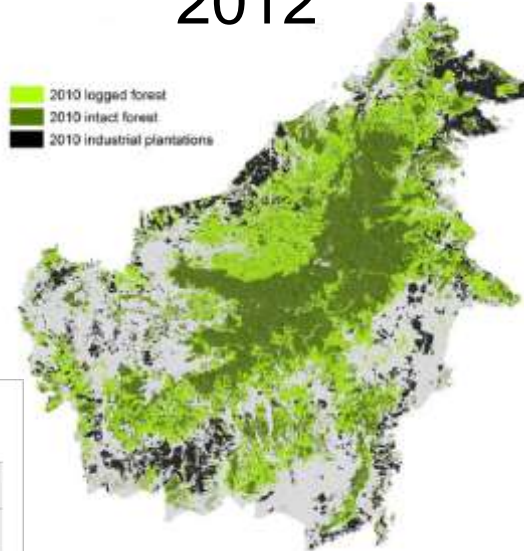 2012
2010 logged forest
2010 intact forest
2010 industrial plantations